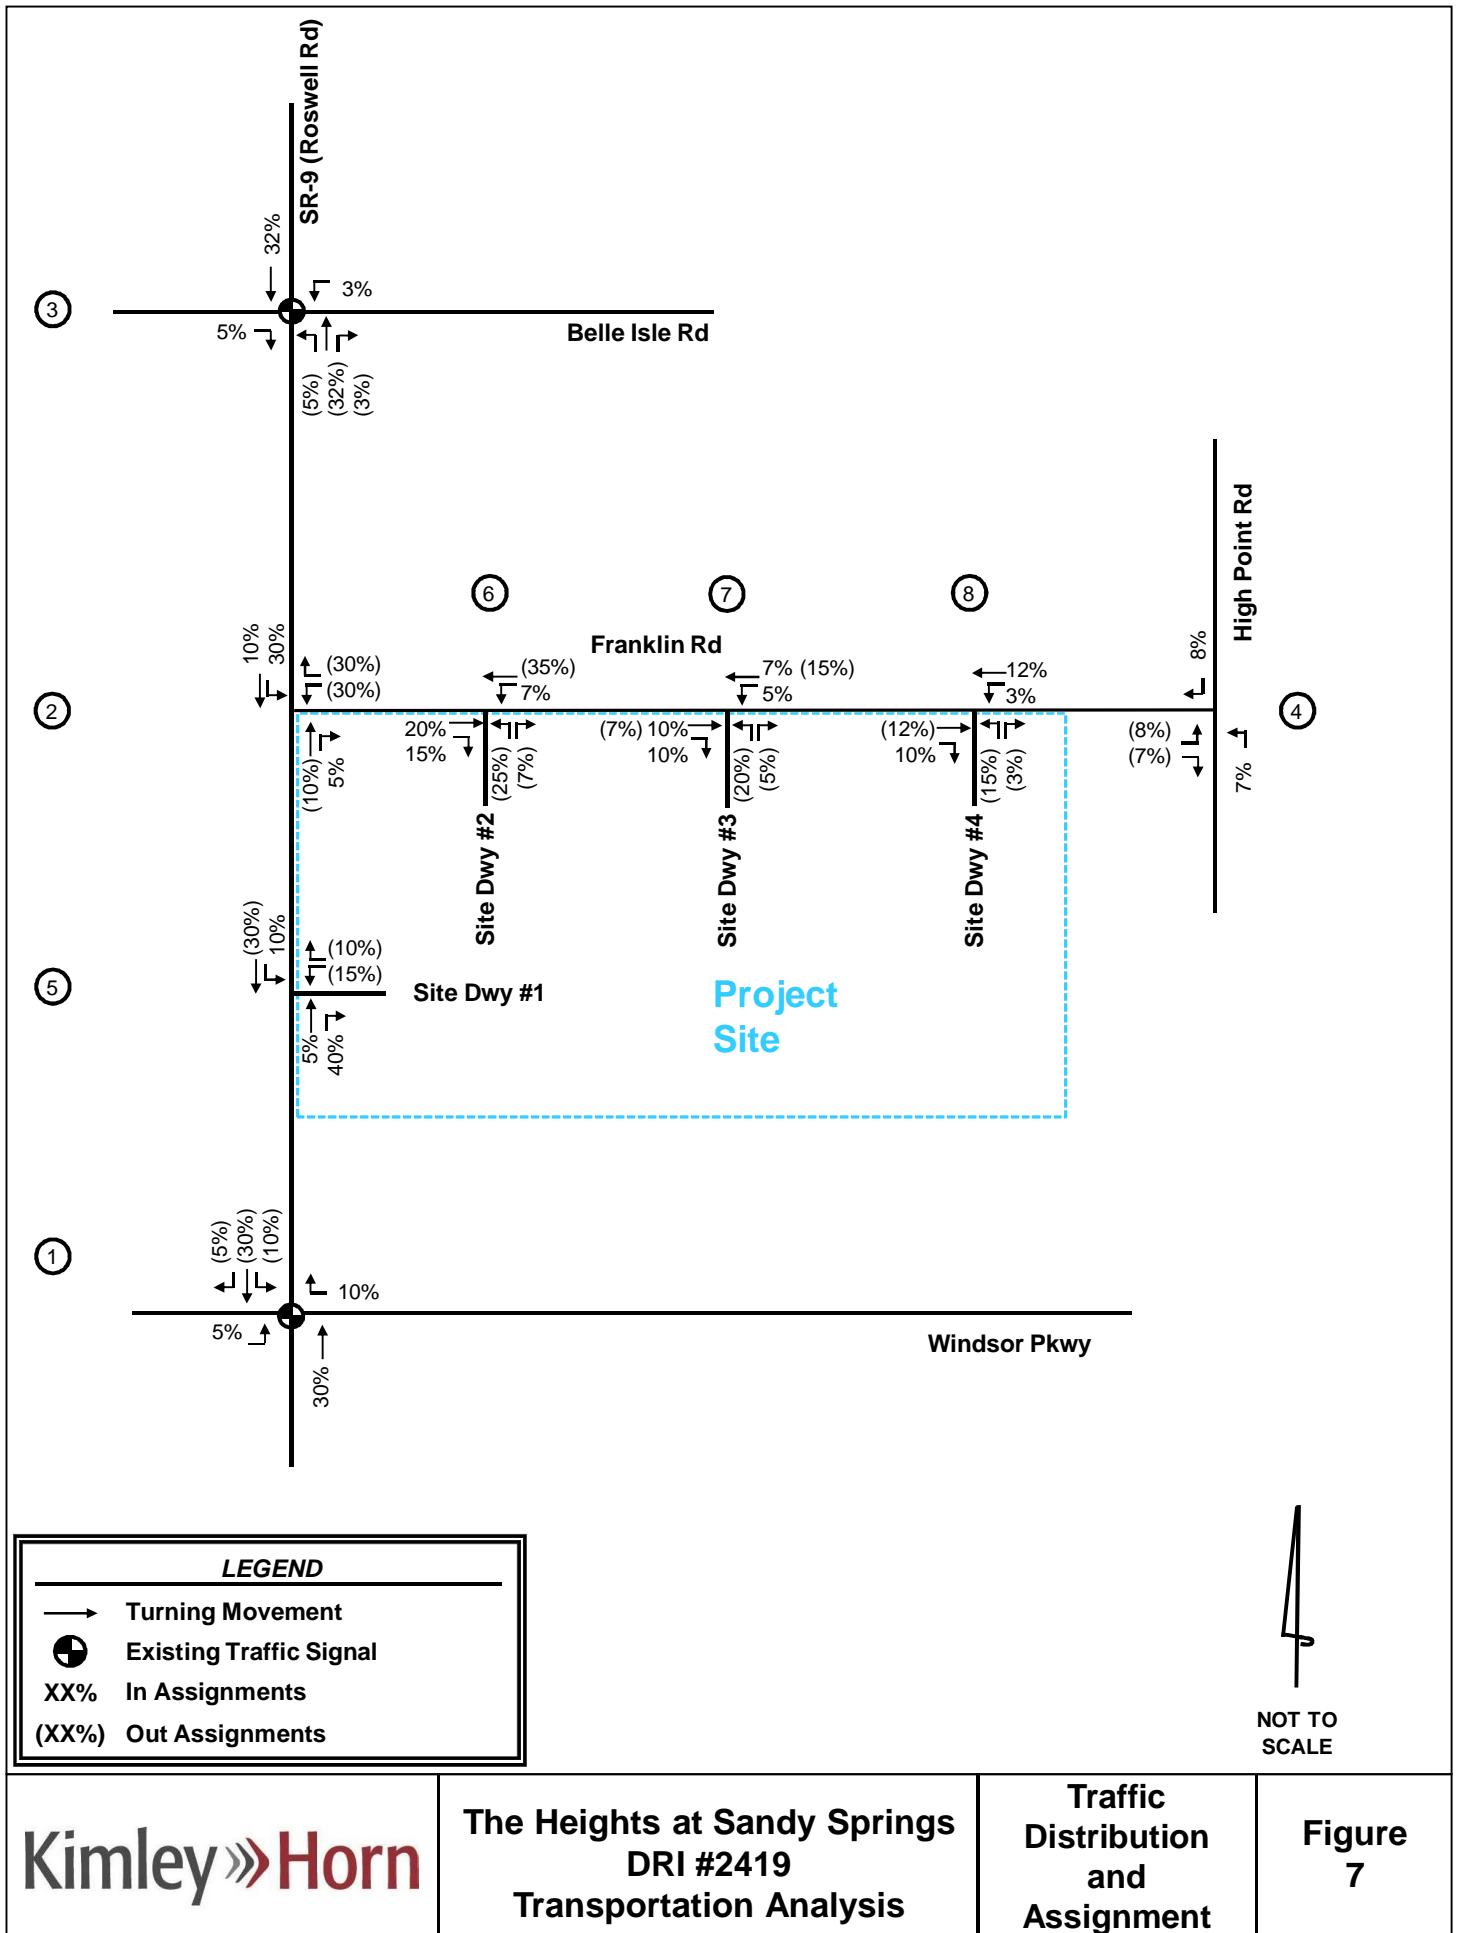 SR-9 (Roswell Rd)
32%
3%
3
5%
Belle Isle Rd
(5%)
(32%)
(3%)
High Point Rd
6
7
8
Franklin Rd
10%
30%
(30%)
(30%)
(35%)
7%
7% (15%)
5%
12%
3%
8%
2
4
(10%)
5%
20%
15%
(25%)
(7%)
(7%) 10%
10%
(20%)
(5%)
(12%)
10%
(15%)
(3%)
(8%)
(7%)
7%
Site Dwy #2
Site Dwy #3
Site Dwy #4
(30%)
10%
(10%)
(15%)
5
Site Dwy #1
Project
Site
5%
40%
(5%)
(30%)
(10%)
1
10%
5%
Windsor Pkwy
30%
LEGEND
Turning Movement
Existing Traffic Signal
XX% In Assignments
(XX%) Out Assignments
NOT TO
SCALE
Kimley»Horn
The Heights at Sandy Springs
DRI #2419
Transportation Analysis
Traffic
Distribution
and
Assignment
Figure
7